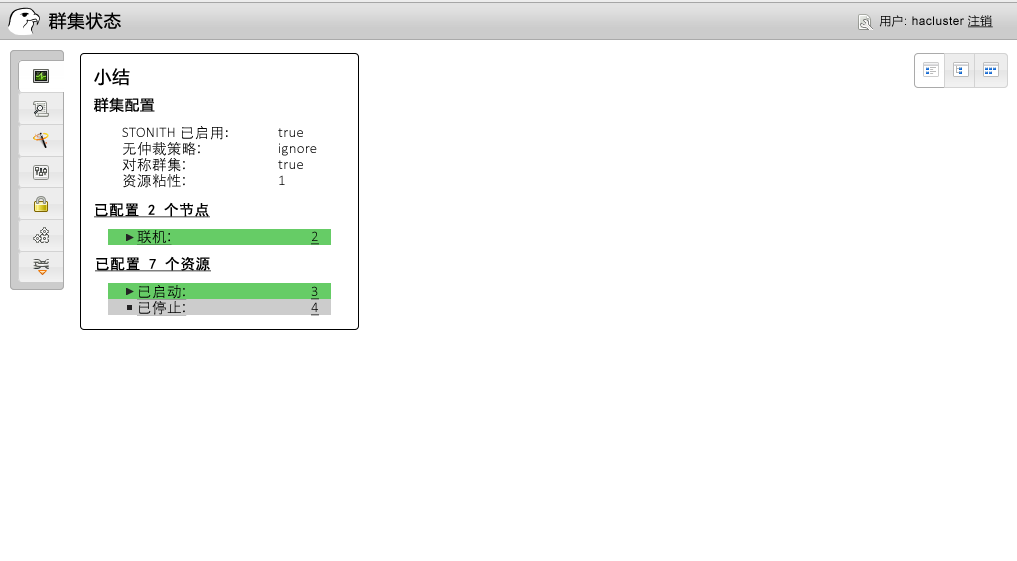 群集状态
用户: hacluster 注销
小结
群集配置
STONITH 已启用: true
无仲裁策略: ignore
对称群集: true
资源粘性: 1
已配置 2 个节点
联机: 2
已配置 7 个资源
已启动: 3
已停止: 4